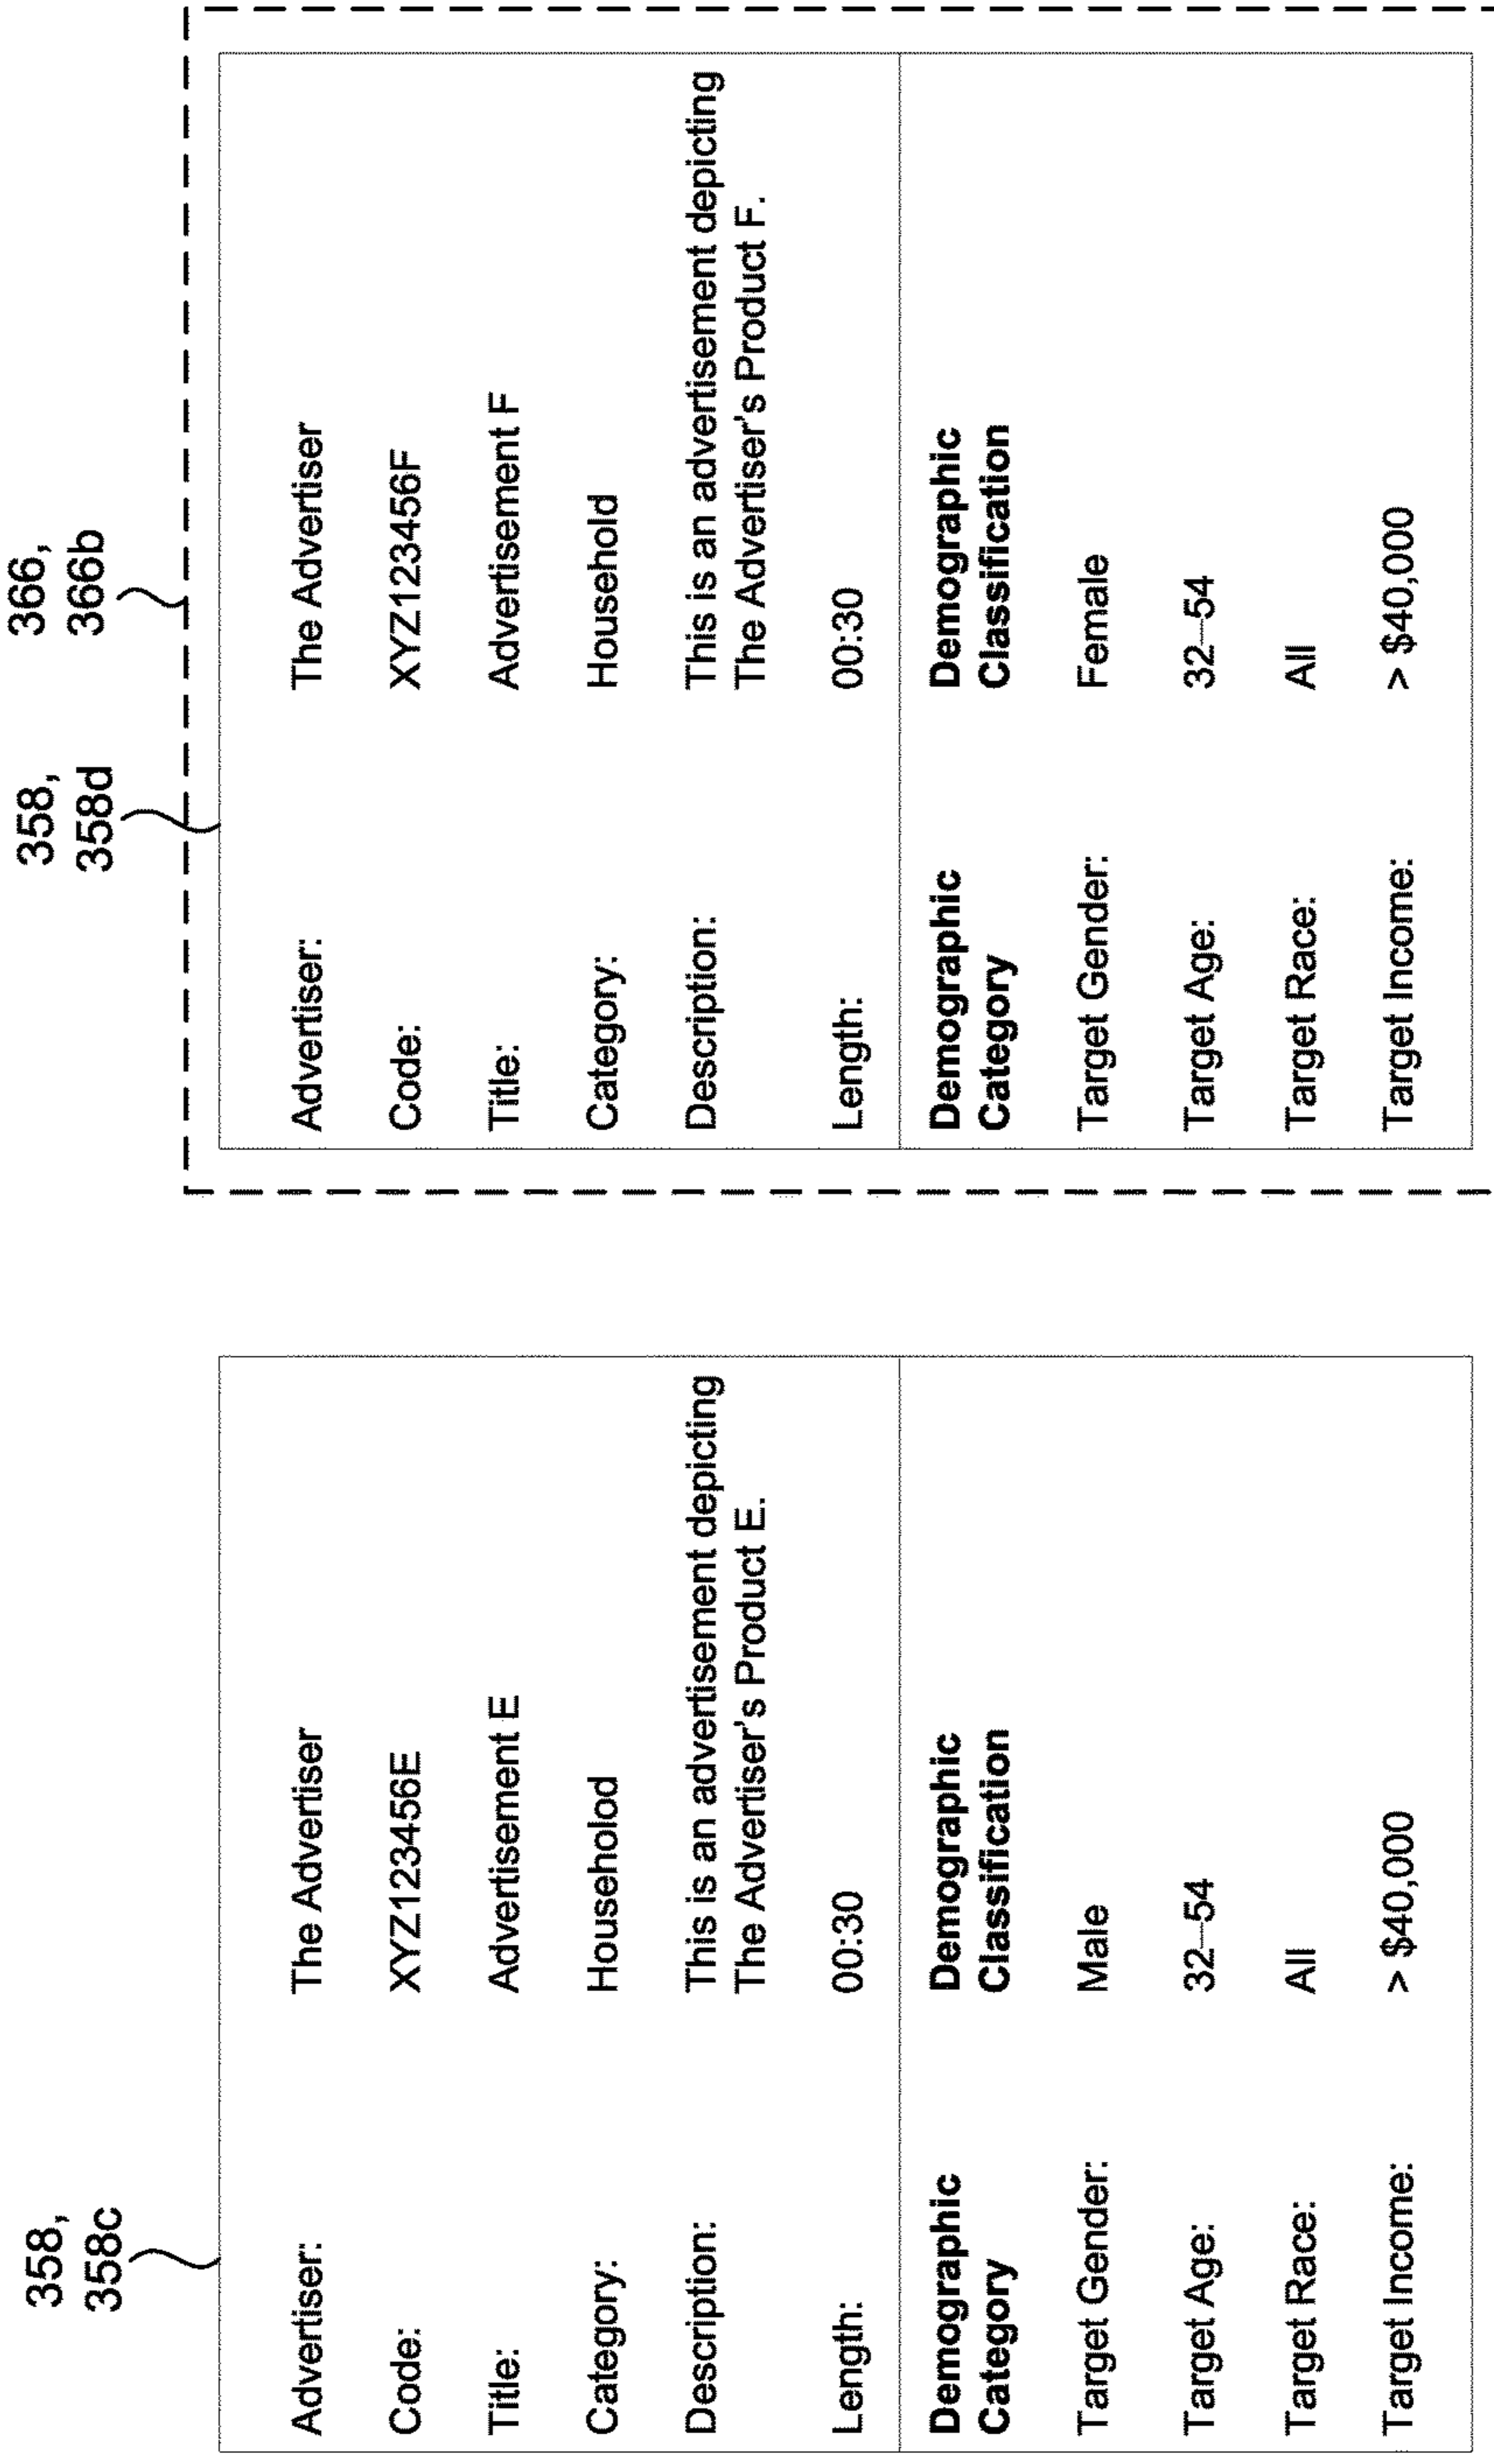 358,
358c
Advertiser: The Advertiser
Code: XYZ123456E
Title: Advertisement E
Category: Householod
Description: This is an advertisement depicting
The Advertiser's Product E.
Length: 00:30
Demographic Demographic
Category Classification
Target Gender: Male
Target Age: 32–54
Target Race: All
Target Income: > $40,000
358,
358d
366,
366b
Advertiser: The Advertiser
Code: XYZ123456F
Title: Advertisement F
Category: Household
Description: This is an advertisement depicting
The Advertiser's Product F.
Length: 00:30
Demographic Demographic
Category Classification
Target Gender: Female
Target Age: 32–54
Target Race: All
Target Income: > $40,000